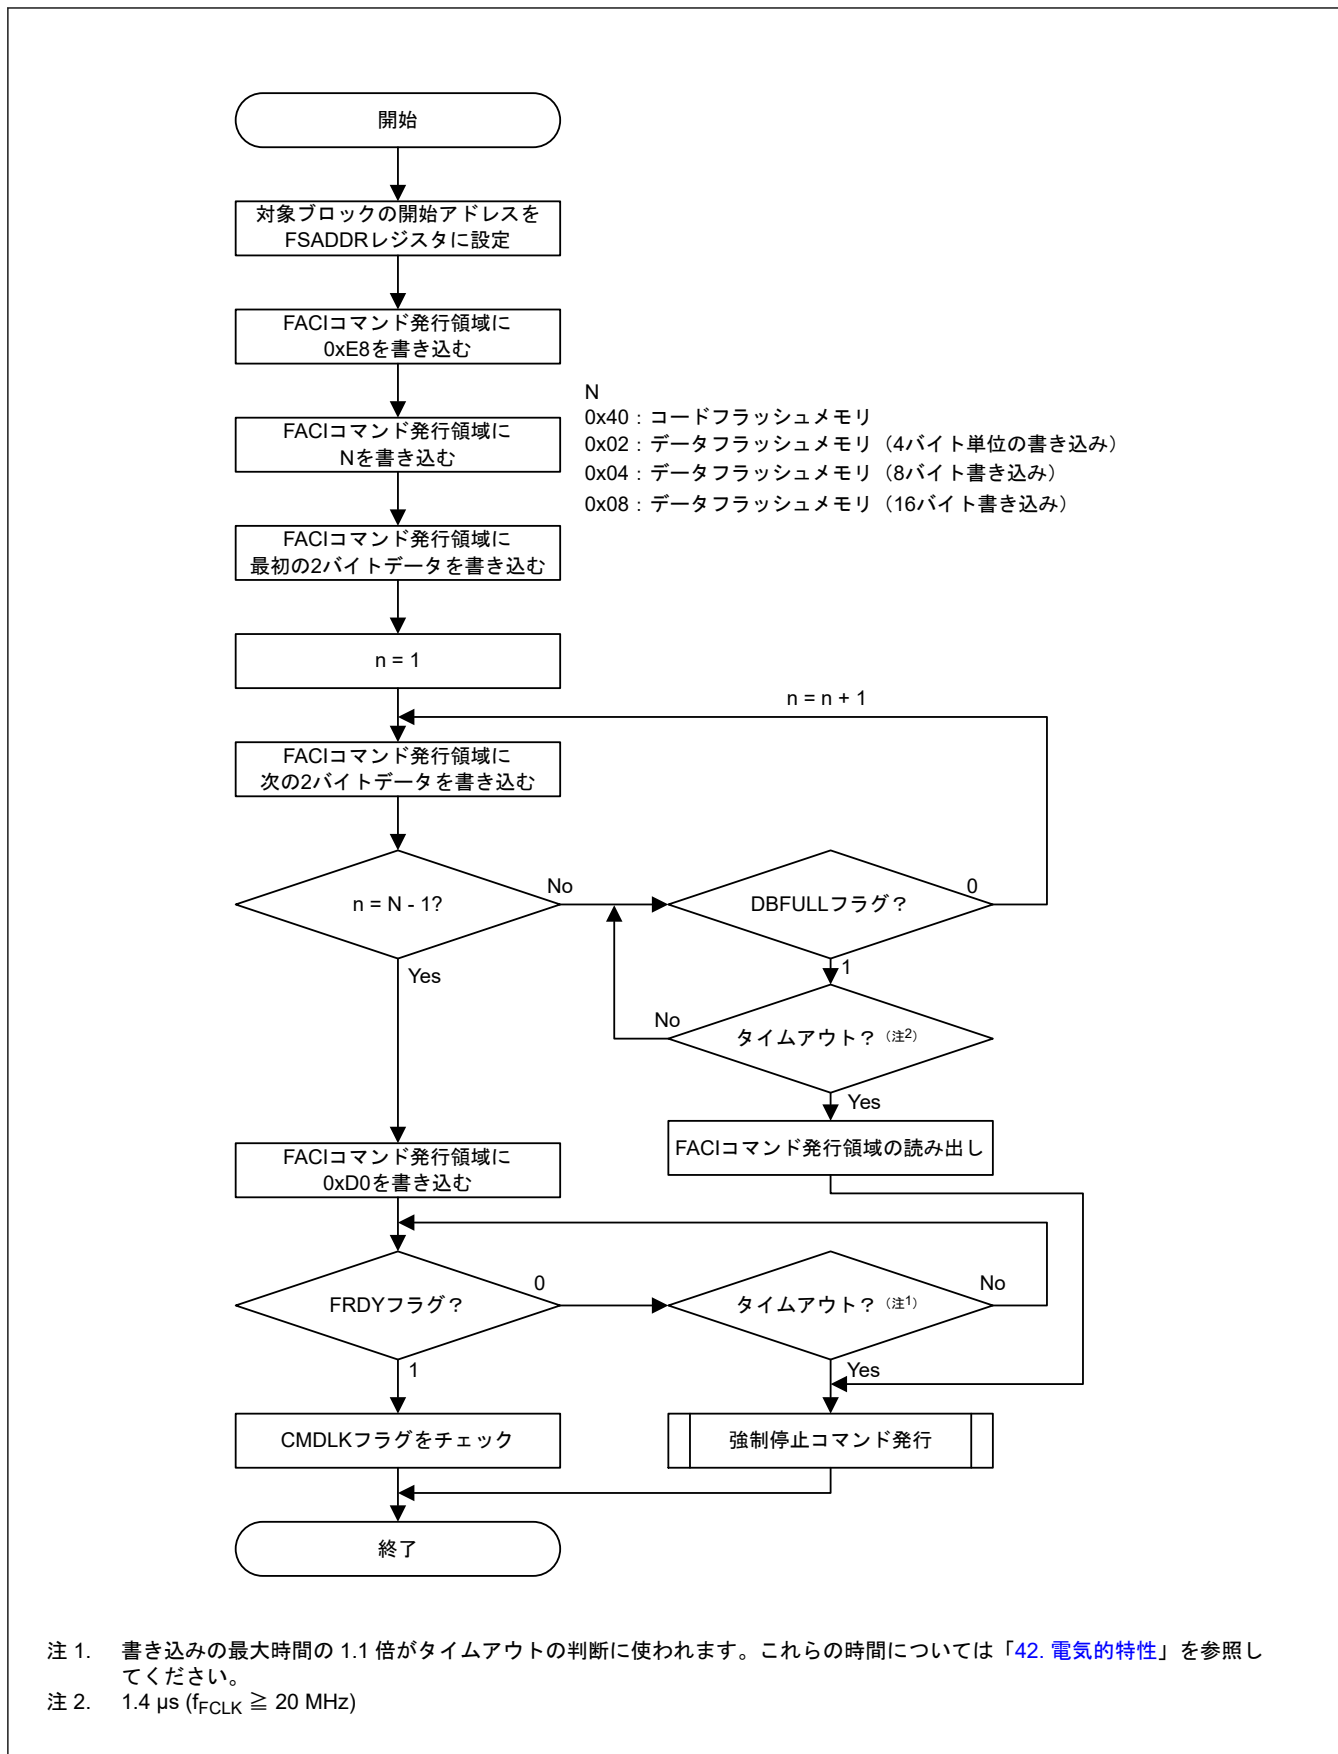 開始
対象ブロックの開始アドレスを
FSADDRレジスタに設定
FACIコマンド発行領域に
0xE8を書き込む
FACIコマンド発行領域に
Nを書き込む
N
0x40：コードフラッシュメモリ
0x02：データフラッシュメモリ（4バイト単位の書き込み）
0x04：データフラッシュメモリ（8バイト書き込み）
0x08：データフラッシュメモリ（16バイト書き込み）
FACIコマンド発行領域に
最初の2バイトデータを書き込む
n = 1
n = n + 1
FACIコマンド発行領域に
次の2バイトデータを書き込む
n = N - 1?
No
DBFULLフラグ？
0
Yes
1
No
タイムアウト？（注2）
Yes
FACIコマンド発行領域の読み出し
FACIコマンド発行領域に
0xD0を書き込む
FRDYフラグ？
0
タイムアウト？（注1）
No
1
Yes
CMDLKフラグをチェック
強制停止コマンド発行
終了
注 1. 書き込みの最大時間の 1.1 倍がタイムアウトの判断に使われます。これらの時間については「42. 電気的特性」を参照し
てください。
注 2. 1.4 µs (fFCLK ≧ 20 MHz)